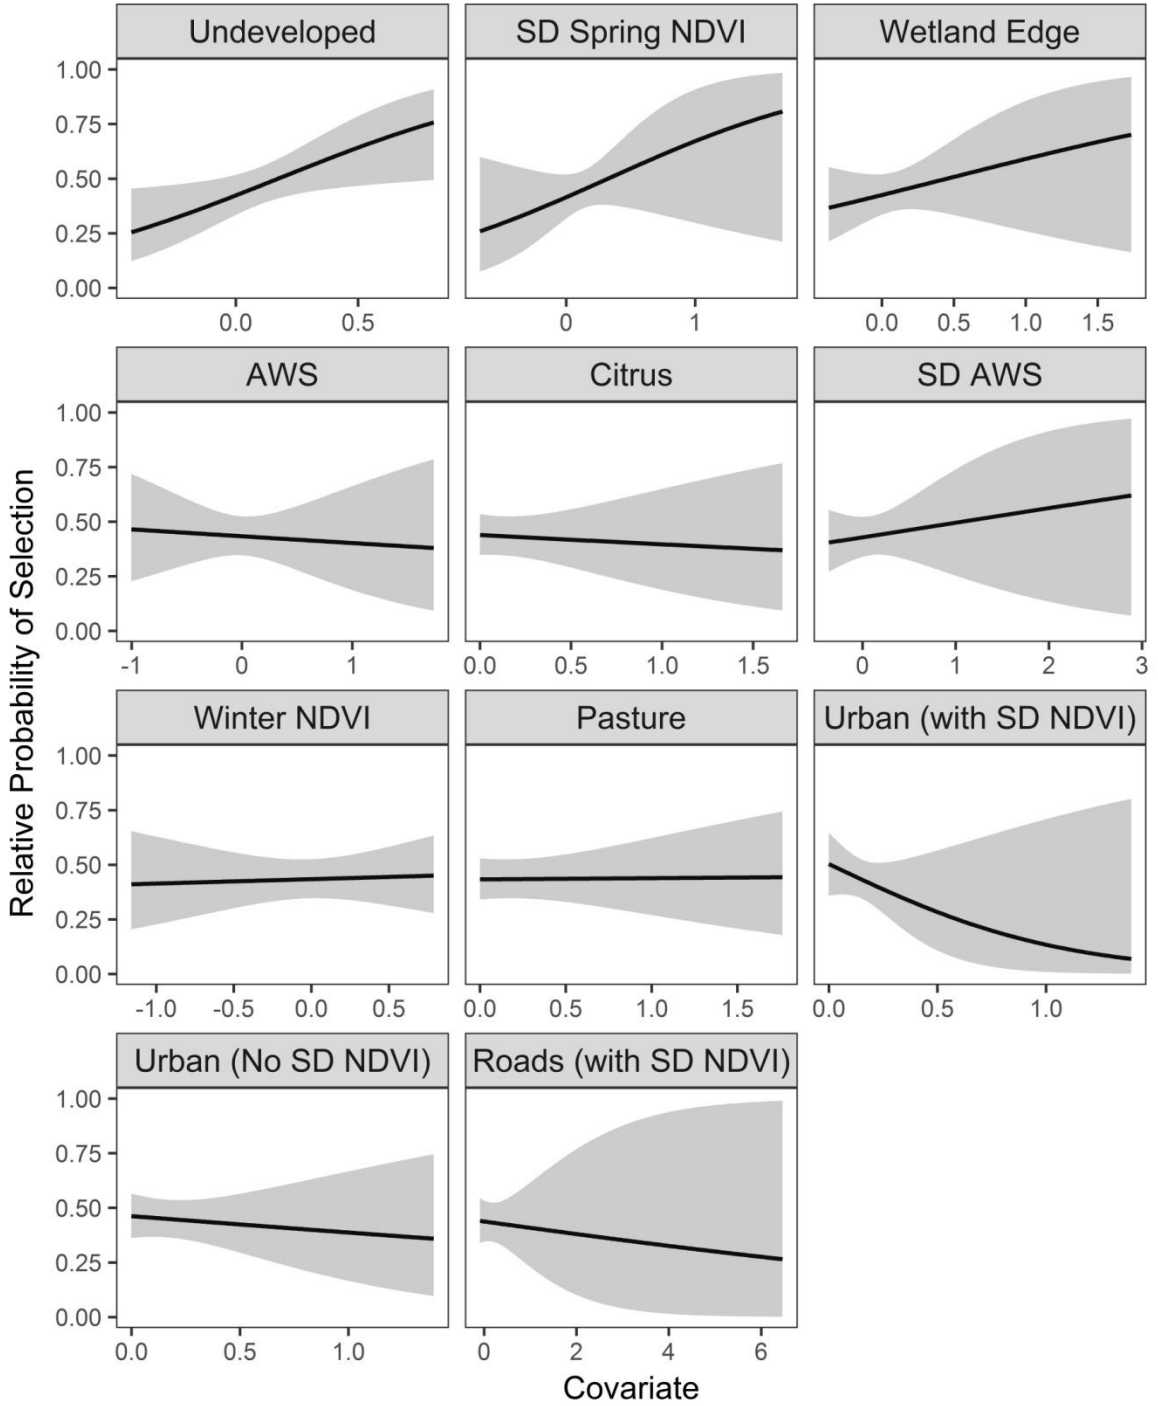 Undeveloped
SD Spring NDVI
Wetland Edge
1.00
0.75
0.50
0.25
0.00
0.0 0.5
0 1
0.0 0.5 1.0 1.5
AWS
Citrus
SD AWS
1.00
0.75
0.50
0.25
0.00
-1 0 1
0.0 0.5 1.0 1.5
0 1 2 3
Relative Probability of Selection
Winter NDVI
Pasture
Urban (with SD NDVI)
1.00
0.75
0.50
0.25
0.00
-1.0 -0.5 0.0 0.5
0.0 0.5 1.0 1.5
0.0 0.5 1.0
Urban (No SD NDVI)
Roads (with SD NDVI)
1.00
0.75
0.50
0.25
0.00
0.0 0.5 1.0
0 2 4 6
Covariate